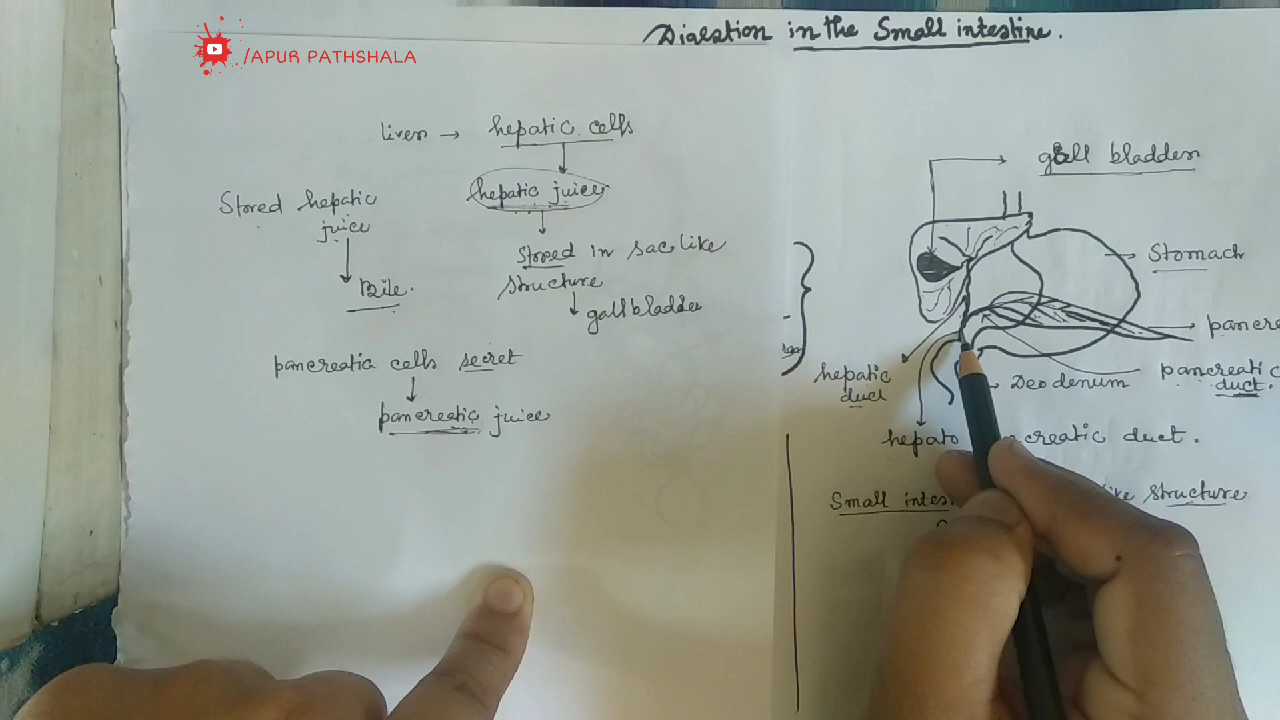 /APUR PATHSHALA
Digestion in the Small intestine.
liver → hepatic cells
hepatic juice
Stored hepatic
juice
Bile.
Stored in sac like
structure
gallbladder
pancreatic cells secret
pancreatic juice
gall bladder
Stomach
pancre
hepatic
duct
Deodenum
pancreatic
duct.
hepato creatic duct.
Small intes
like structure